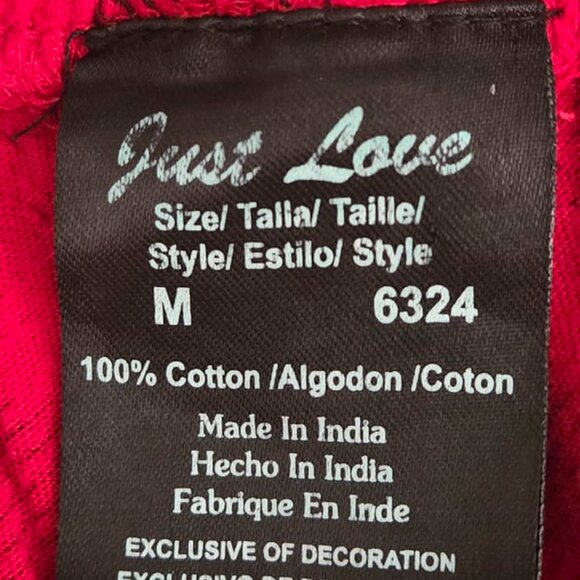 Just Love
Size/ Talla/ Taille/
Style/ Estilo/ Style
M 6324
100% Cotton /Algodon /Coton
Made In India
Hecho In India
Fabrique En Inde
EXCLUSIVE OF DECORATION